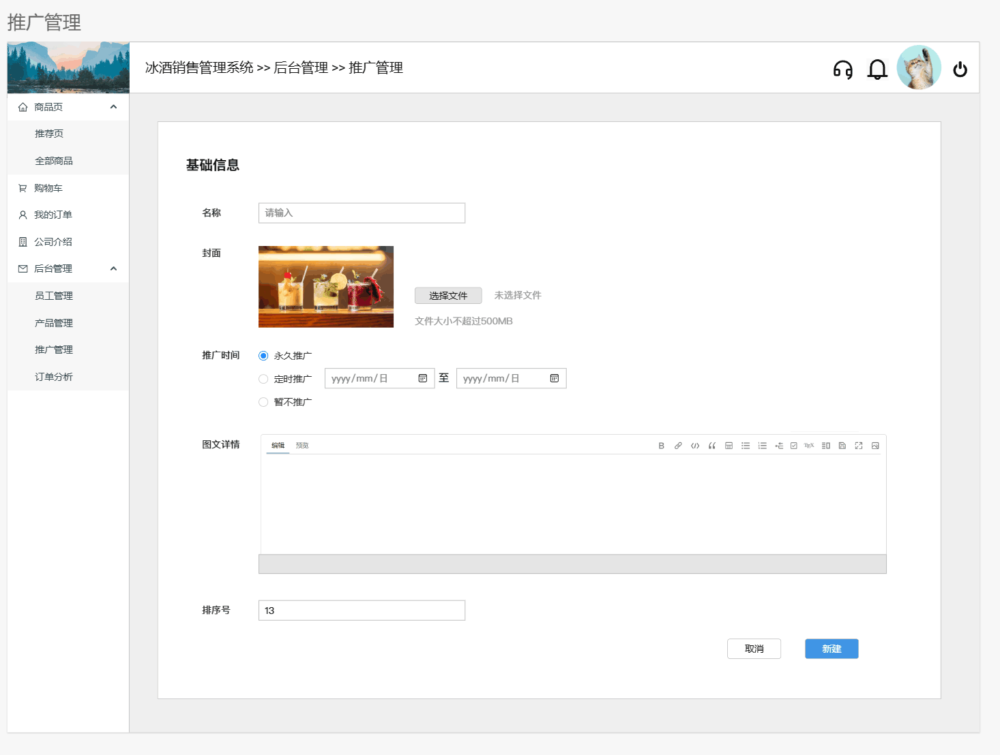 推广管理
冰酒销售管理系统 >> 后台管理 >> 推广管理
商品页
推荐页
全部商品
购物车
我的订单
公司介绍
后台管理
员工管理
产品管理
推广管理
订单分析
基础信息
名称 请输入
封面
选择文件 未选择文件
文件大小不超过500MB
推广时间 永久推广
定时推广 yyyy/mm/日 至 yyyy/mm/日
暂不推广
图文详情 编辑 预览 B TEX
排序号 13
取消 新建